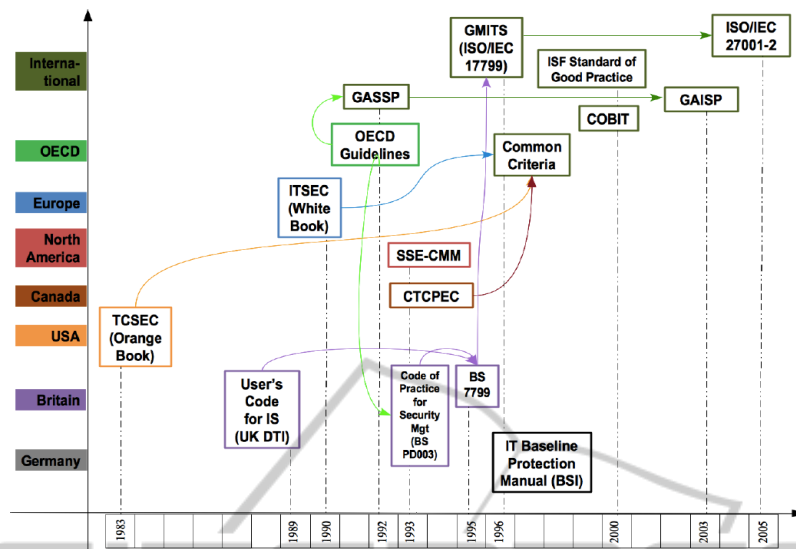 GMITS
(ISO/IEC
17799)
ISO/IEC
27001-2
Interna-
tional
ISF Standard of
Good Practice
GASSP
GAISP
COBIT
OECD
OECD
Guidelines
Common
Criteria
Europe
ITSEC
(White
Book)
North
America
SSE-CMM
Canada
CTCPEC
USA
TCSEC
(Orange
Book)
Britain
User's
Code
for IS
(UK DTI)
Code of
Practice
for
Security
Mgt
(BS
PD003)
BS
7799
Germany
IT Baseline
Protection
Manual (BSI)
1983
1989
1990
1992
1993
1995
1996
2000
2003
2005